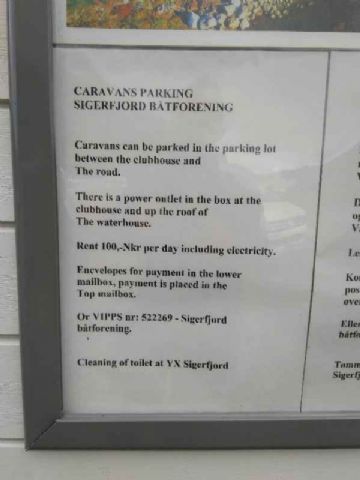 CARAVANS PARKING
SIGERFJORD BÅTFORENING
Caravans can be parked in the parking lot
between the clubhouse and
The road.
There is a power outlet in the box at the
clubhouse and up the roof of
The waterhouse.
Rent 100,-Nkr per day including electricity.
Encvelopes for payment in the lower
mailbox, payment is placed in the
Top mailbox.
Or VIPPS nr: 522269 - Sigerfjord
båtforening.
Cleaning of toilet at YX Sigerfjord